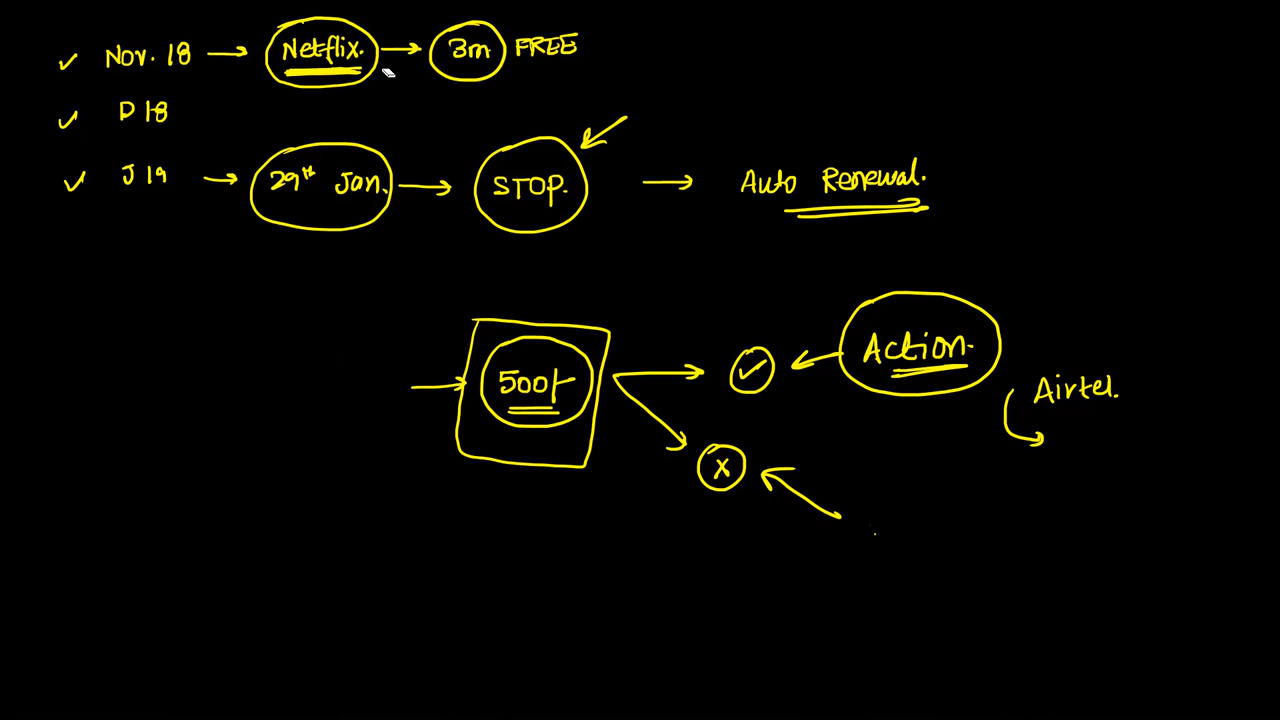 ✓ Nov. 18 → Netflix. → 3m FREE
✓ D 18
✓ J 19 → 29th Jan. → STOP. → Auto Renewal.
Action.
→ 500/- → ✓
Airtel.
x